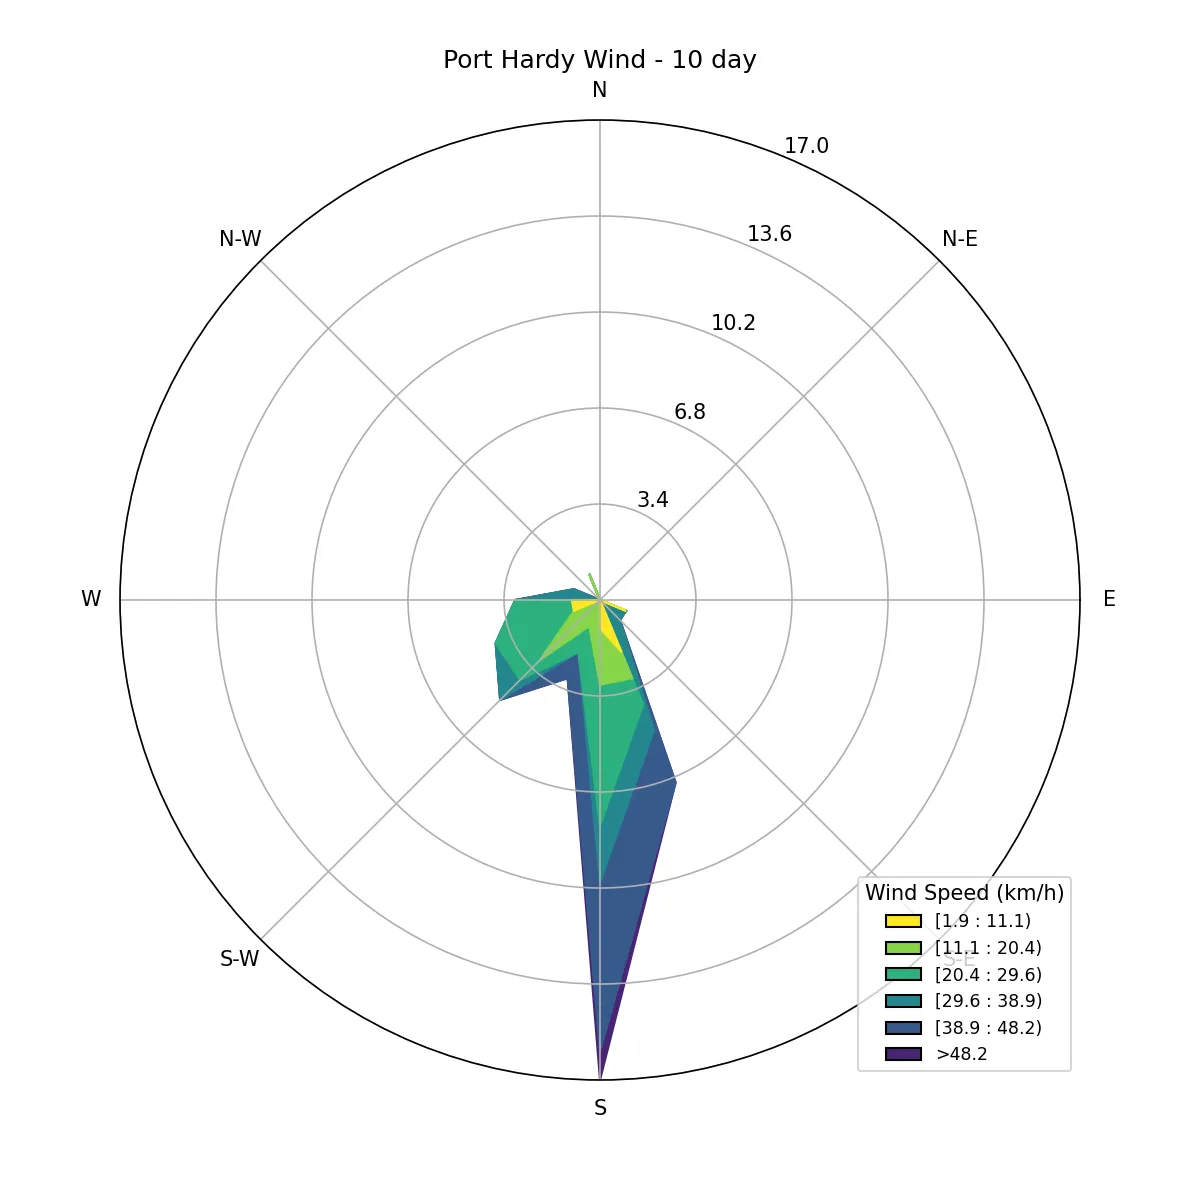 Port Hardy Wind - 10 day
N
17.0
13.6
N-W
N-E
10.2
6.8
3.4
W
E
Wind Speed (km/h)
[1.9 : 11.1)
[11.1 : 20.4)
S-W
S-E
[20.4 : 29.6)
[29.6 : 38.9)
[38.9 : 48.2)
>48.2
S